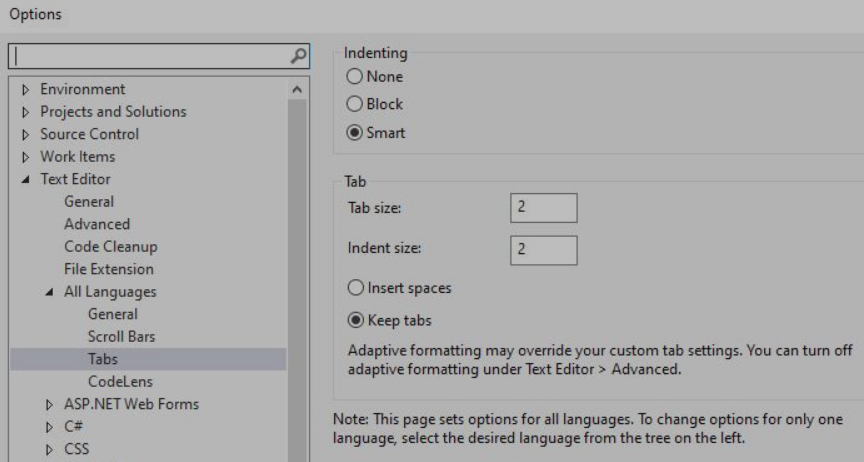 Options
Environment
Projects and Solutions
Source Control
Work Items
Text Editor
General
Advanced
Code Cleanup
File Extension
All Languages
General
Scroll Bars
Tabs
CodeLens
ASP.NET Web Forms
C#
CSS
Indenting
None
Block
Smart
Tab
Tab size: 2
Indent size: 2
Insert spaces
Keep tabs
Adaptive formatting may override your custom tab settings. You can turn off
adaptive formatting under Text Editor > Advanced.
Note: This page sets options for all languages. To change options for only one
language, select the desired language from the tree on the left.